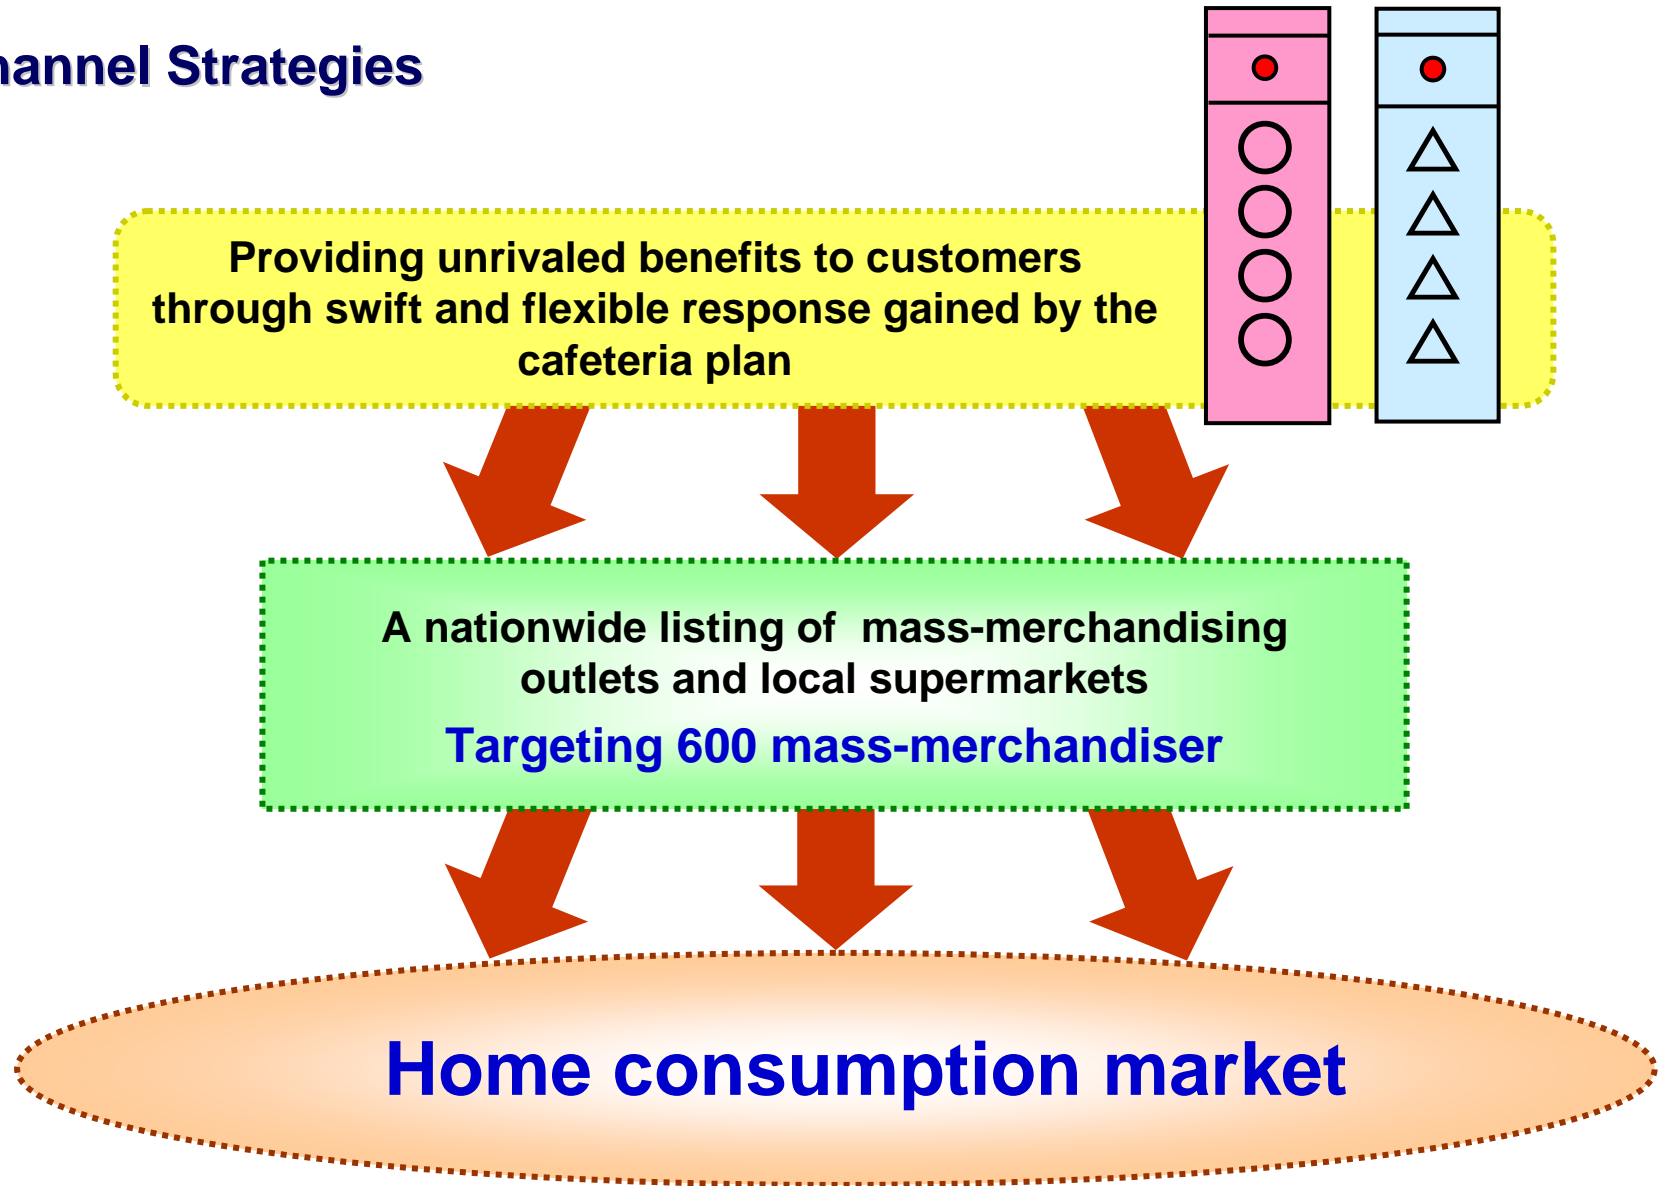 hannel Strategies
Providing unrivaled benefits to customers
through swift and flexible response gained by the
cafeteria plan
A nationwide listing of  mass-merchandising
outlets and local supermarkets
Targeting 600 mass-merchandiser
Home consumption market